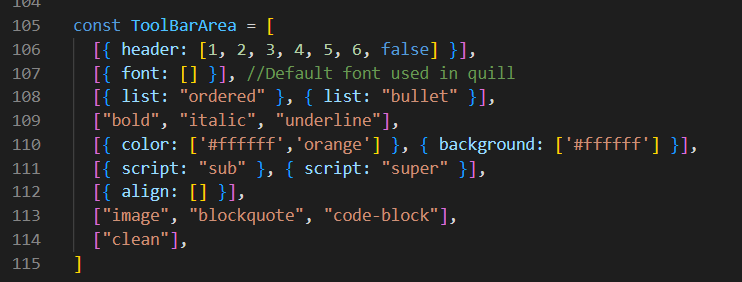 104
105 const ToolBarArea = [
106 [{ header: [1, 2, 3, 4, 5, 6, false] }],
107 [{ font: [] }], //Default font used in quill
108 [{ list: "ordered" }, { list: "bullet" }],
109 ["bold", "italic", "underline"],
110 [{ color: ['#ffffff','orange'] }, { background: ['#ffffff'] }],
111 [{ script: "sub" }, { script: "super" }],
112 [{ align: [] }],
113 ["image", "blockquote", "code-block"],
114 ["clean"],
115 ]